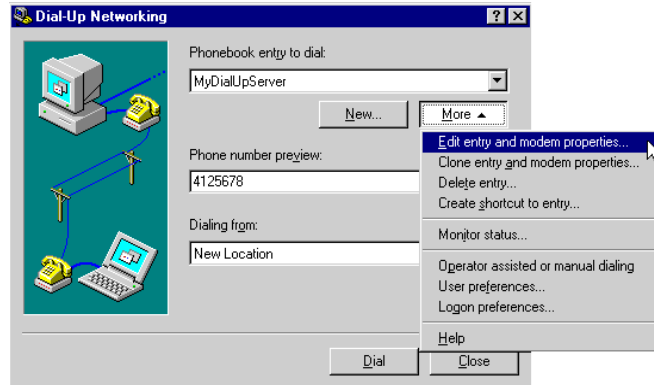 Dial-Up Networking
Phonebook entry to dial:
MyDialUpServer
New...
More
Edit entry and modem properties...
Clone entry and modem properties...
Delete entry...
Create shortcut to entry...
Monitor status...
Operator assisted or manual dialing
User preferences...
Logon preferences...
Help
Phone number preview:
4125678
Dialing from:
New Location
Dial
Close